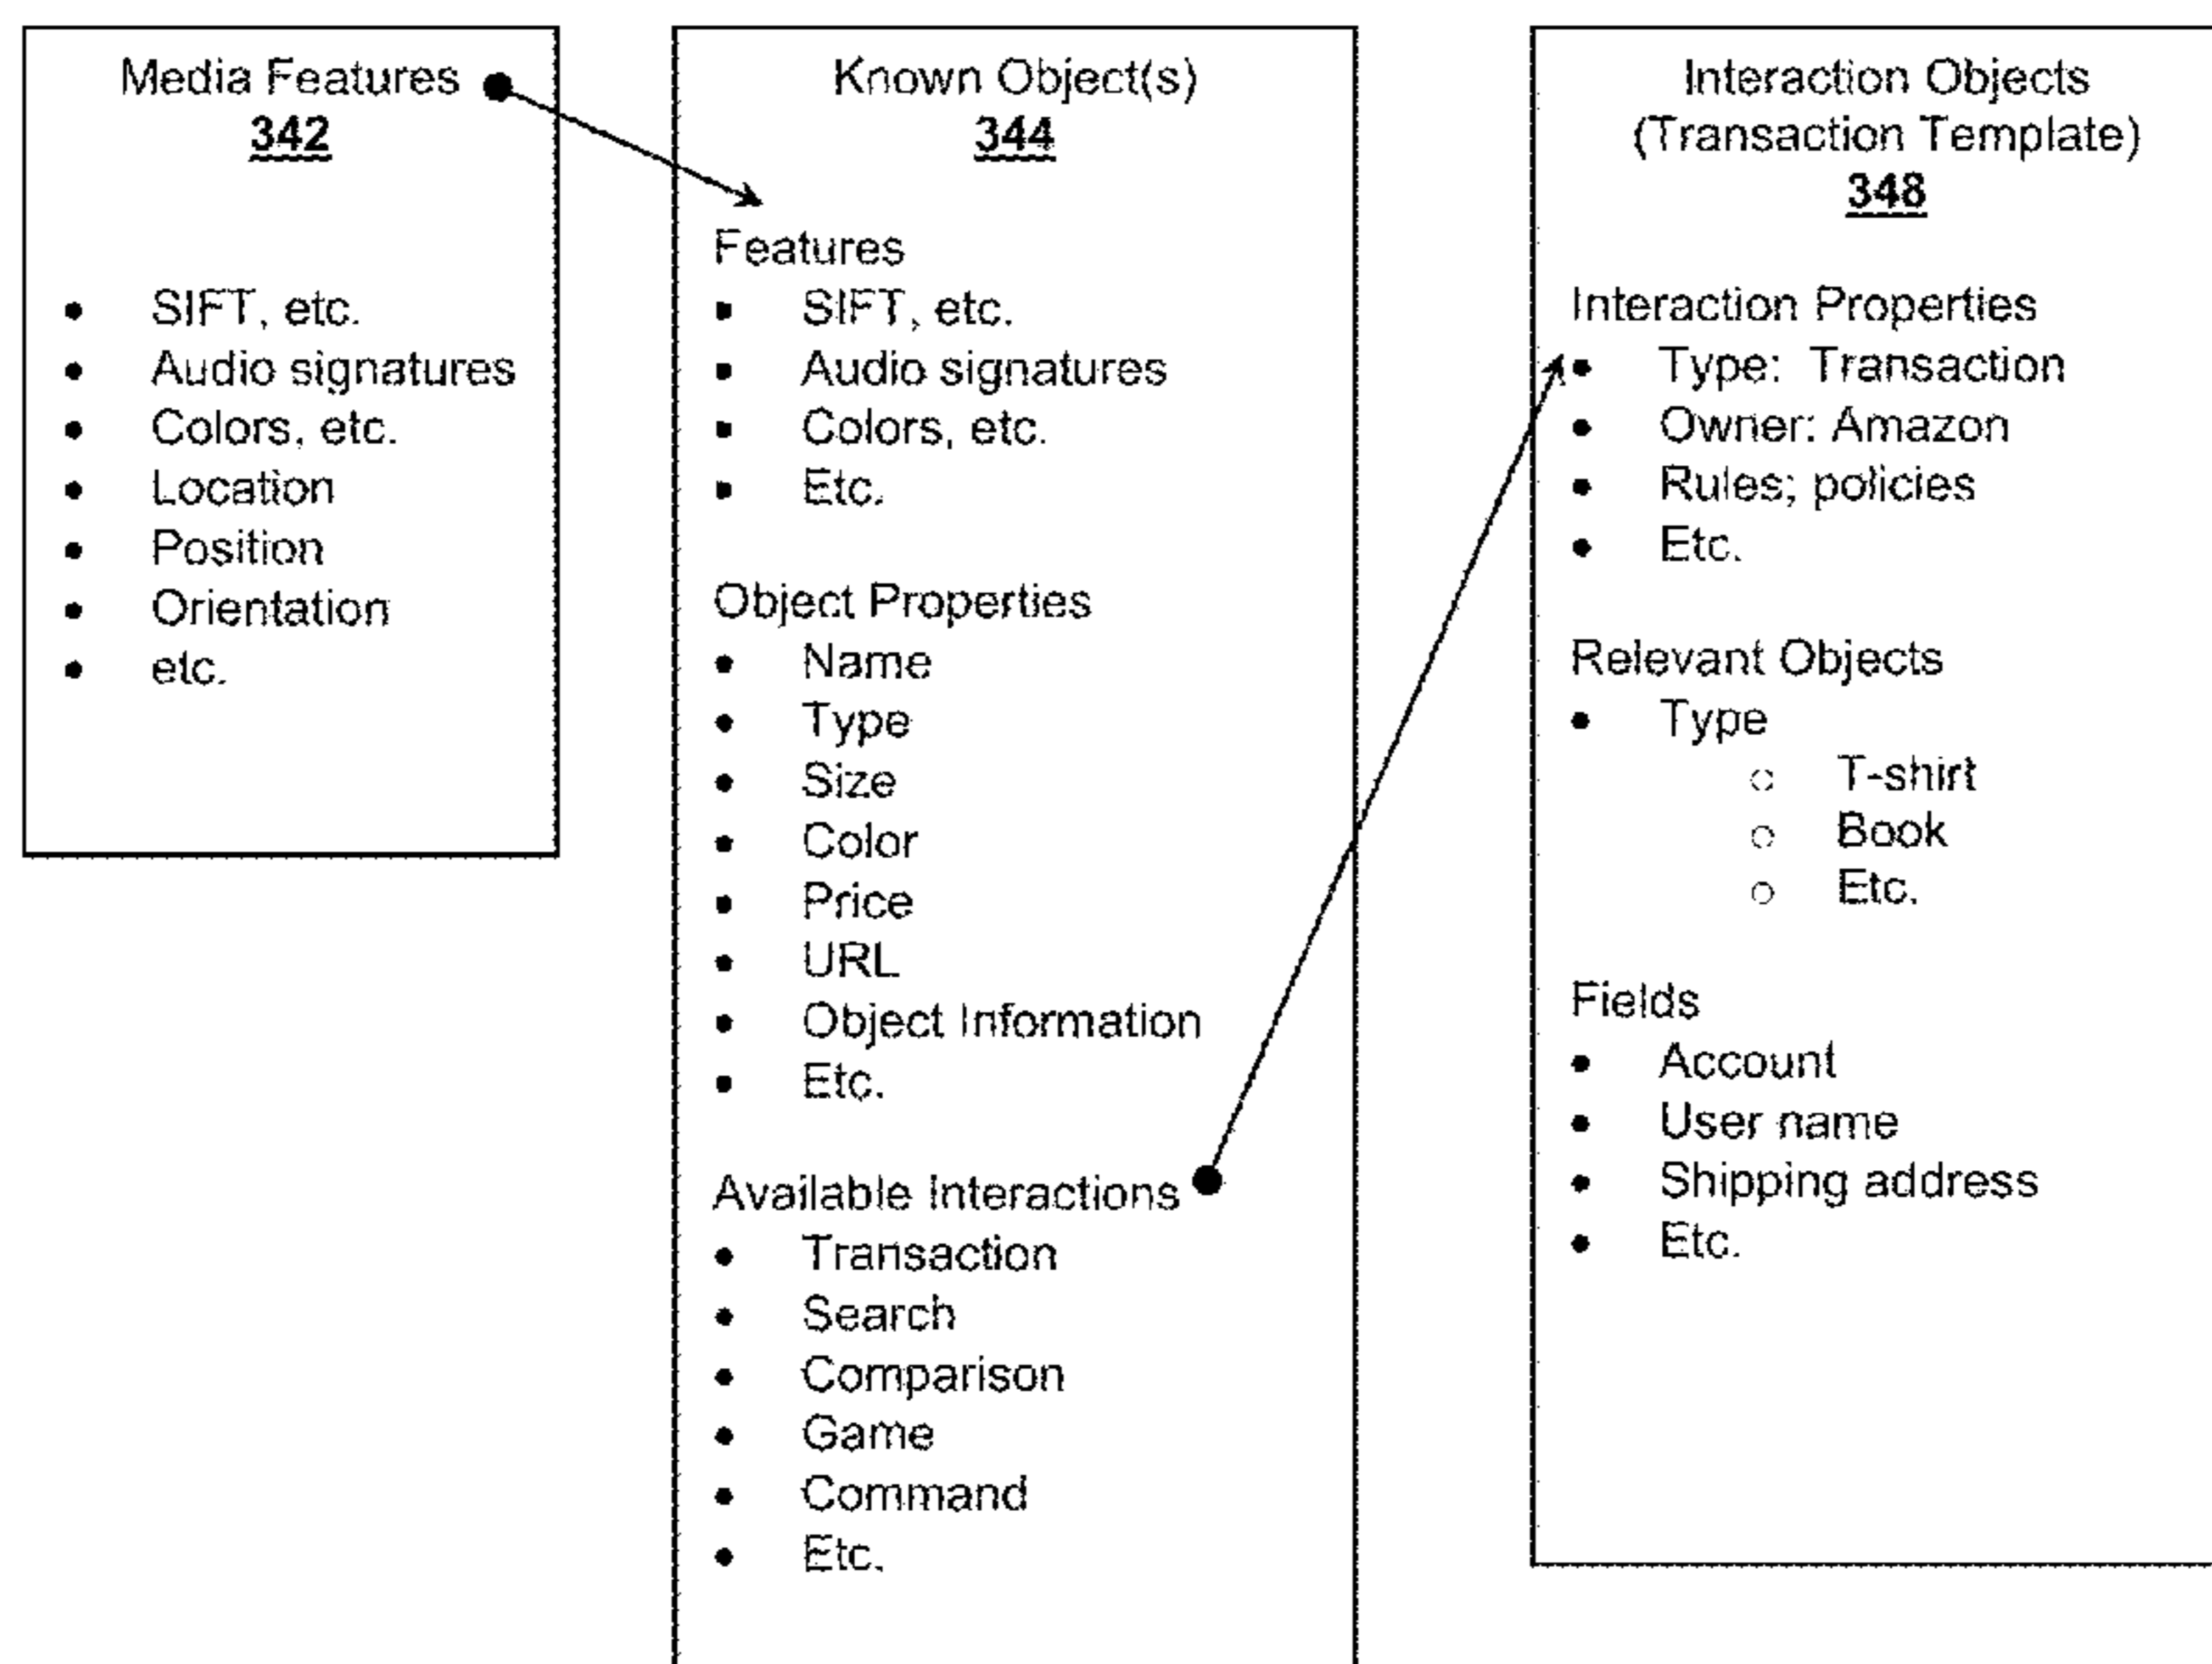 Media Features
342
• SIFT, etc.
• Audio signatures
• Colors, etc.
• Location
• Position
• Orientation
• etc.
Known Object(s)
344
Features
• SIFT, etc.
• Audio signatures
• Colors, etc.
• Etc.
Object Properties
• Name
• Type
• Size
• Color
• Price
• URL
• Object Information
• Etc.
Available Interactions
• Transaction
• Search
• Comparison
• Game
• Command
• Etc.
Interaction Objects
(Transaction Template)
348
Interaction Properties
• Type: Transaction
• Owner: Amazon
• Rules; policies
• Etc.
Relevant Objects
• Type
○ T-shirt
○ Book
○ Etc.
Fields
• Account
• User name
• Shipping address
• Etc.